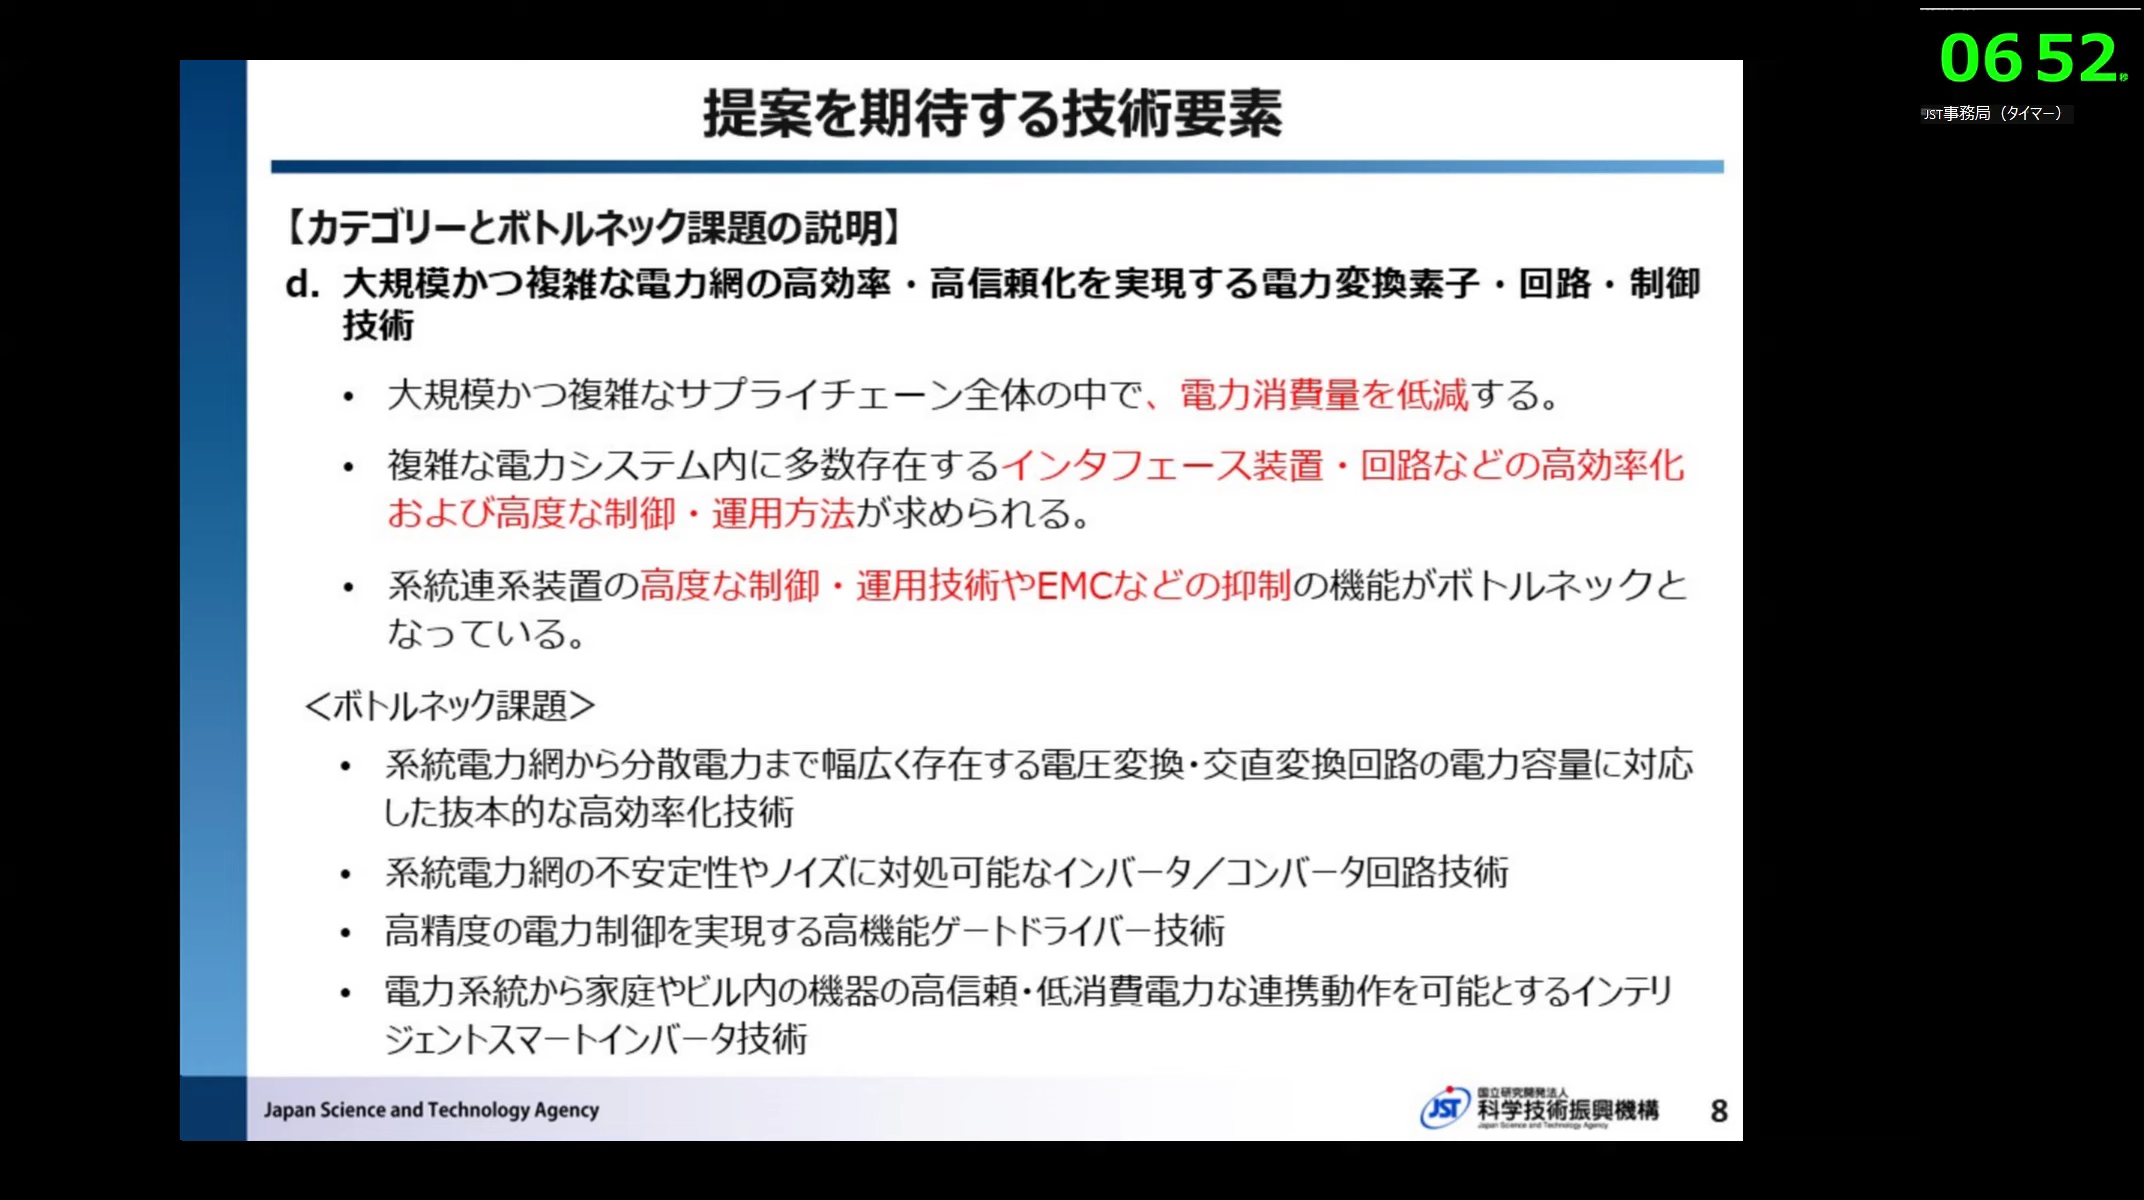 提案を期待する技術要素
【カテゴリーとボトルネック課題の説明】
d. 大規模かつ複雑な電力網の高効率・高信頼化を実現する電力変換素子・回路・制御
技術
• 大規模かつ複雑なサプライチェーン全体の中で、電力消費量を低減する。
• 複雑な電力システム内に多数存在するインタフェース装置・回路などの高効率化
および高度な制御・運用方法が求められる。
• 系統連系装置の高度な制御・運用技術やEMCなどの抑制の機能がボトルネックと
なっている。
＜ボトルネック課題＞
• 系統電力網から分散電力まで幅広く存在する電圧変換・交直変換回路の電力容量に対応
した抜本的な高効率化技術
• 系統電力網の不安定性やノイズに対処可能なインバータ／コンバータ回路技術
• 高精度の電力制御を実現する高機能ゲートドライバー技術
• 電力系統から家庭やビル内の機器の高信頼・低消費電力な連携動作を可能とするインテリ
ジェントスマートインバータ技術
Japan Science and Technology Agency
JST
国立研究開発法人
科学技術振興機構
Japan Science and Technology Agency
8
06 52秒
JST事務局（タイマー）